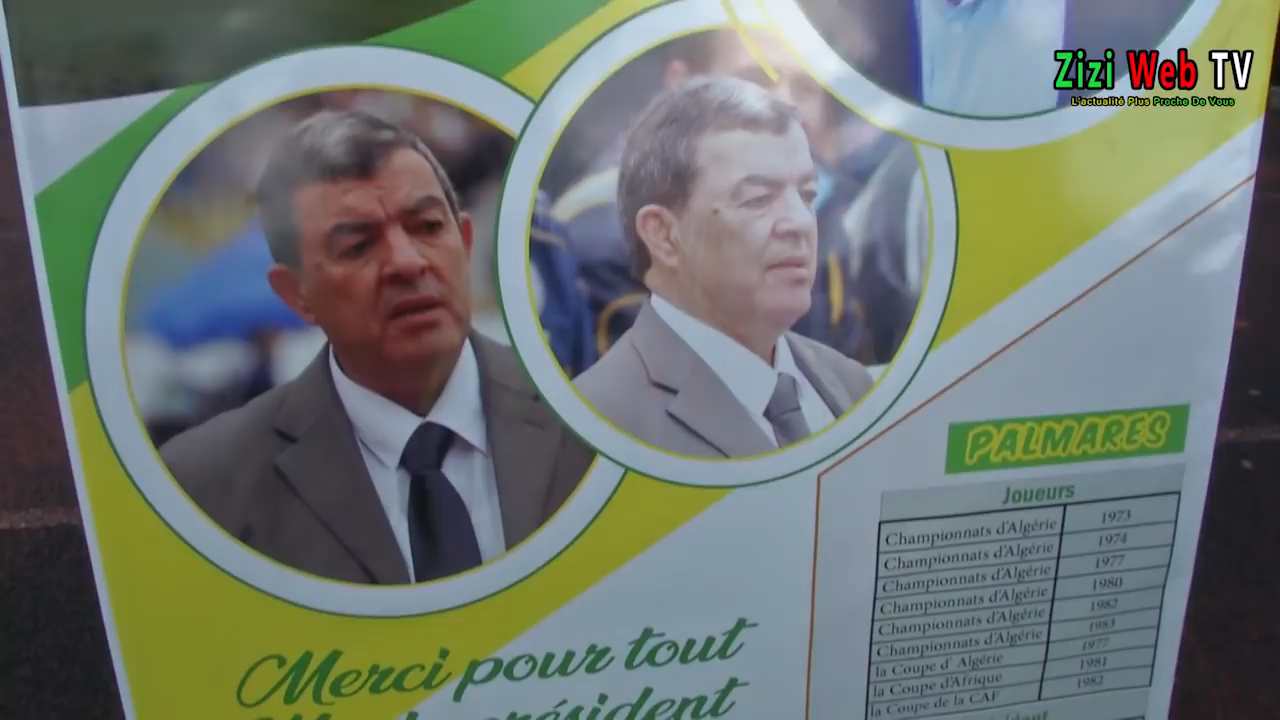 Zizi Web TV
L'actualité Plus Proche De Vous
PALMARES
Joueurs
Championnats d'Algérie 1973
Championnats d'Algérie 1974
Championnats d'Algérie 1977
Championnats d'Algérie 1980
Championnats d'Algérie 1982
Championnats d'Algérie 1983
la Coupe d' Algérie 1977
la Coupe d'Afrique 1981
la Coupe de la CAF 1982
Merci pour tout
président